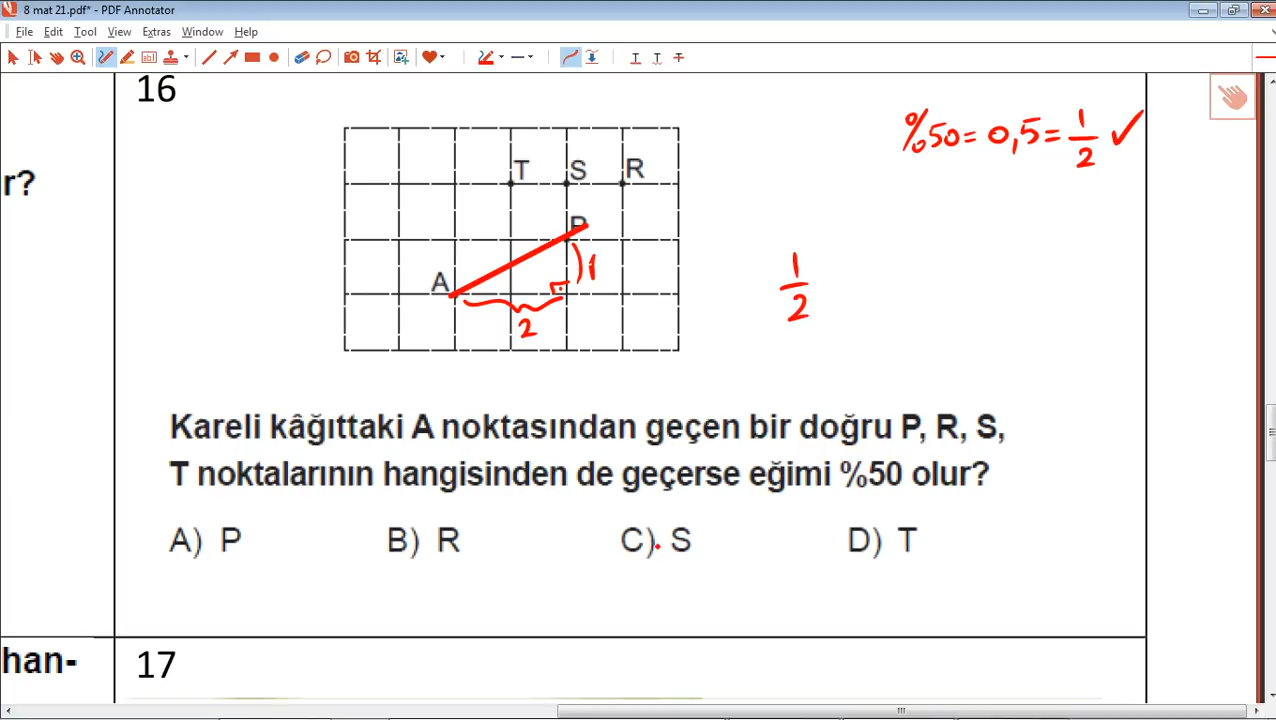 8 mat 21.pdf* - PDF Annotator
File Edit Tool View Extras Window Help
16
%50 = 0,5 = 1/2 ✓
r?
T S R
P
A
1
2
1/2
Kareli kâğıttaki A noktasından geçen bir doğru P, R, S,
T noktalarının hangisinden de geçerse eğimi %50 olur?
A) P B) R C) S D) T
han-
17